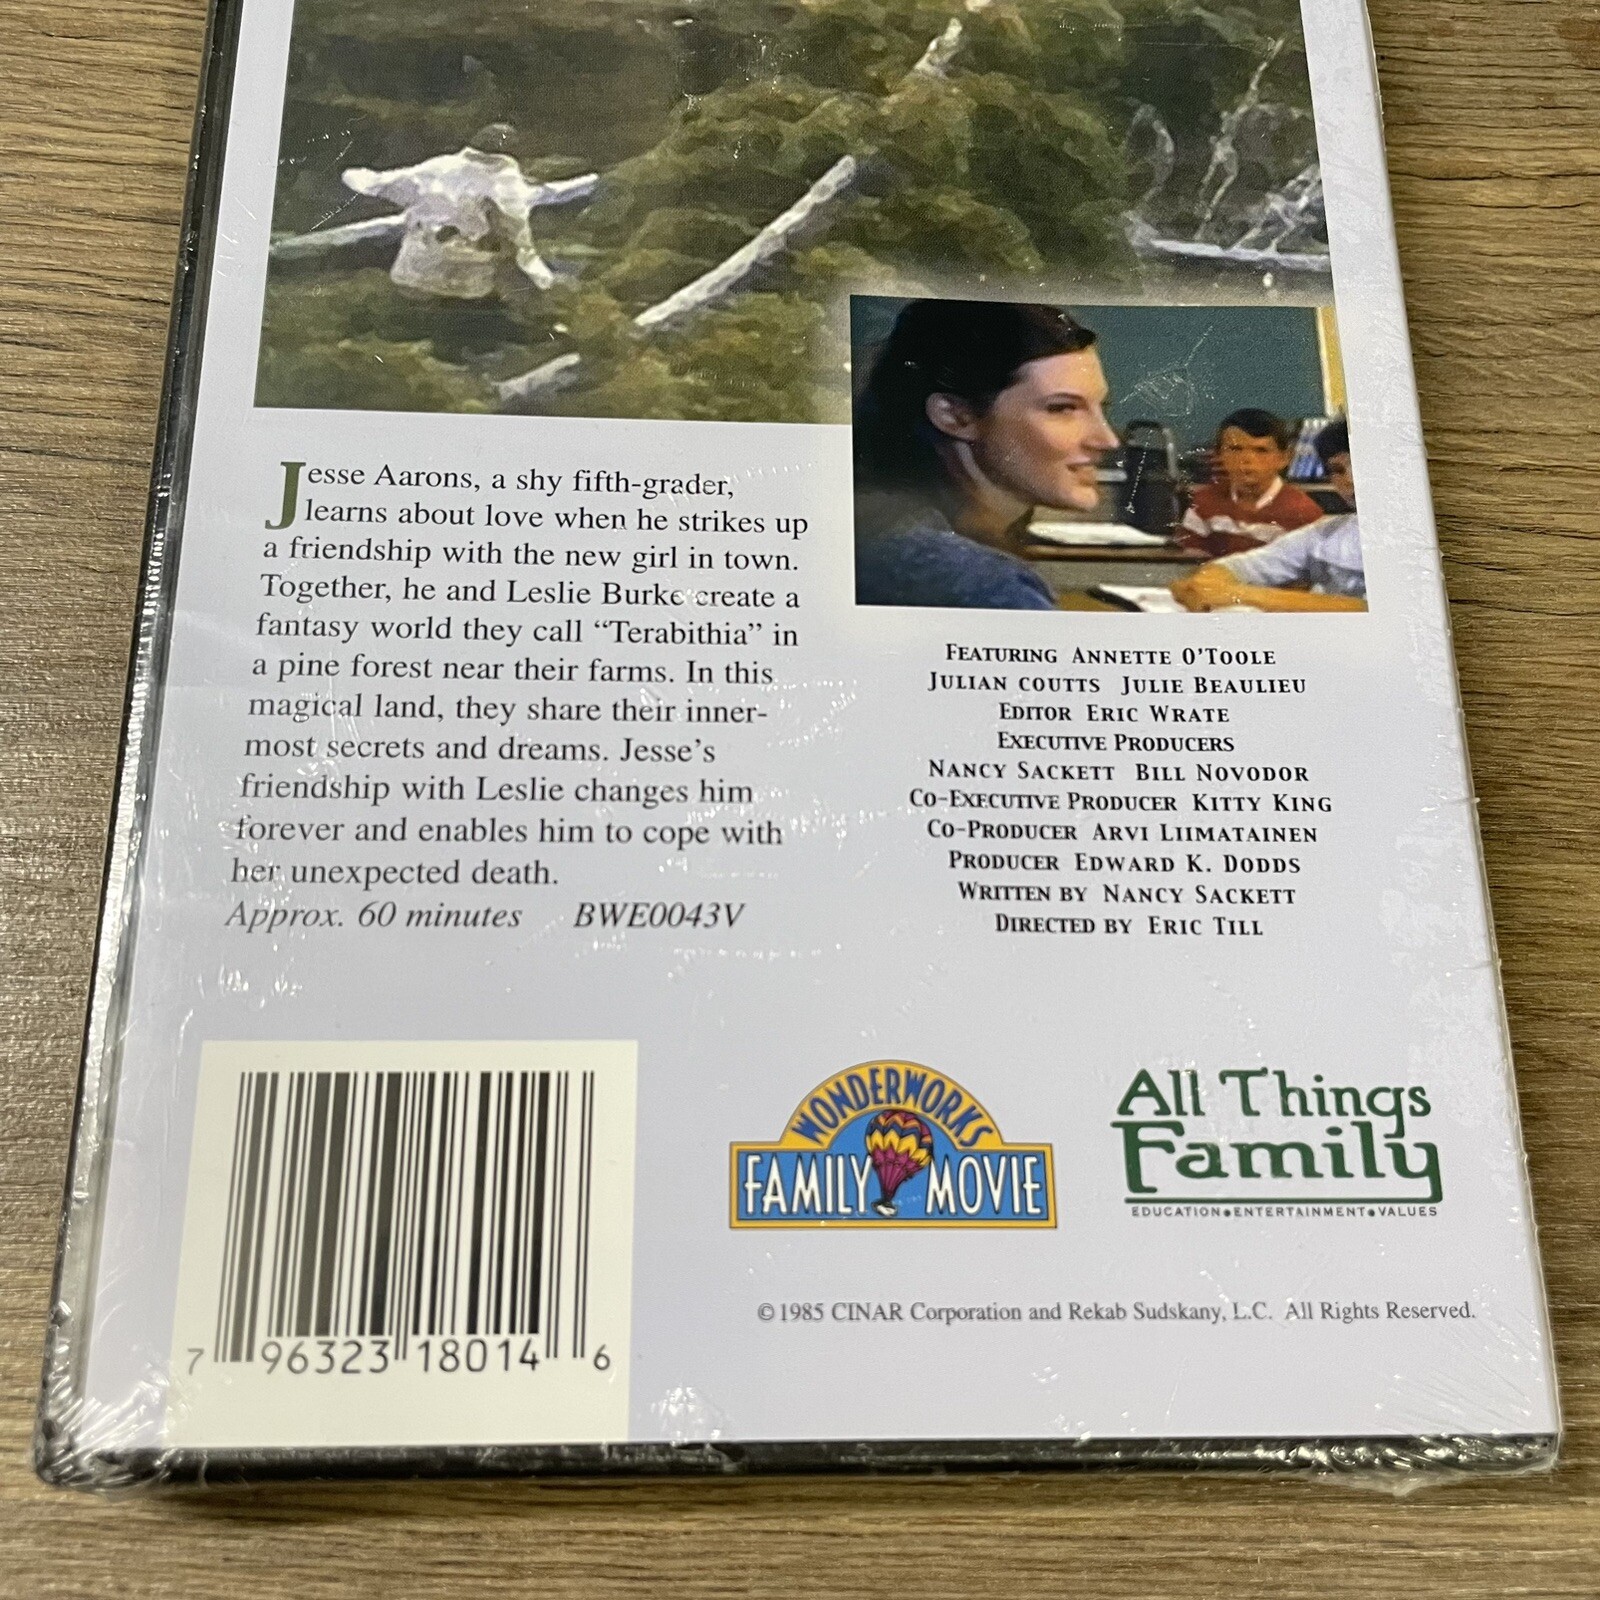 Jesse Aarons, a shy fifth-grader,
learns about love when he strikes up
a friendship with the new girl in town.
Together, he and Leslie Burke create a
fantasy world they call “Terabithia” in
a pine forest near their farms. In this
magical land, they share their inner-
most secrets and dreams. Jesse’s
friendship with Leslie changes him
forever and enables him to cope with
her unexpected death.
Approx. 60 minutes BWE0043V
FEATURING ANNETTE O'TOOLE
JULIAN COUTTS JULIE BEAULIEU
EDITOR ERIC WRATE
EXECUTIVE PRODUCERS
NANCY SACKETT BILL NOVODOR
CO-EXECUTIVE PRODUCER KITTY KING
CO-PRODUCER ARVI LIIMATAINEN
PRODUCER EDWARD K. DODDS
WRITTEN BY NANCY SACKETT
DIRECTED BY ERIC TILL
7 96323 18014 6
WONDERWORKS
FAMILY MOVIE
All Things
Family
EDUCATION•ENTERTAINMENT•VALUES
©1985 CINAR Corporation and Rekab Sudskany, L.C. All Rights Reserved.